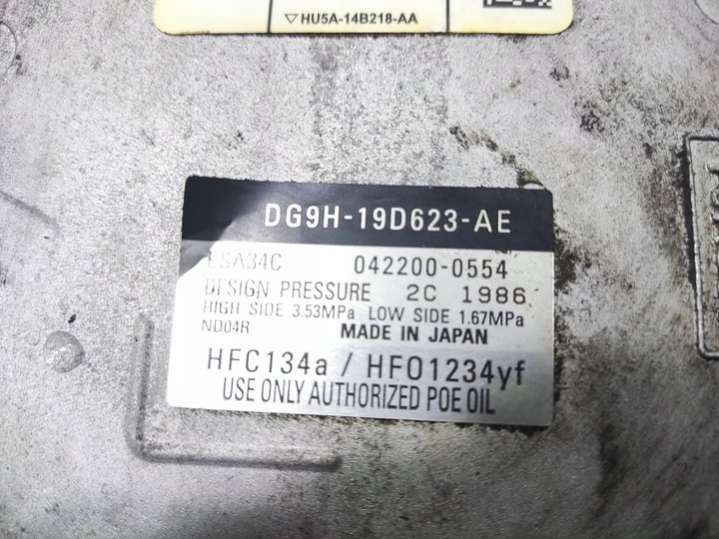 ▽HU5A-14B218-AA
DG9H-19D623-AE
ESA34C 042200-0554
DESIGN PRESSURE 2C 1986
HIGH SIDE 3.53MPa LOW SIDE 1.67MPa
ND04R MADE IN JAPAN
HFC134a / HFO1234yf
USE ONLY AUTHORIZED POE OIL